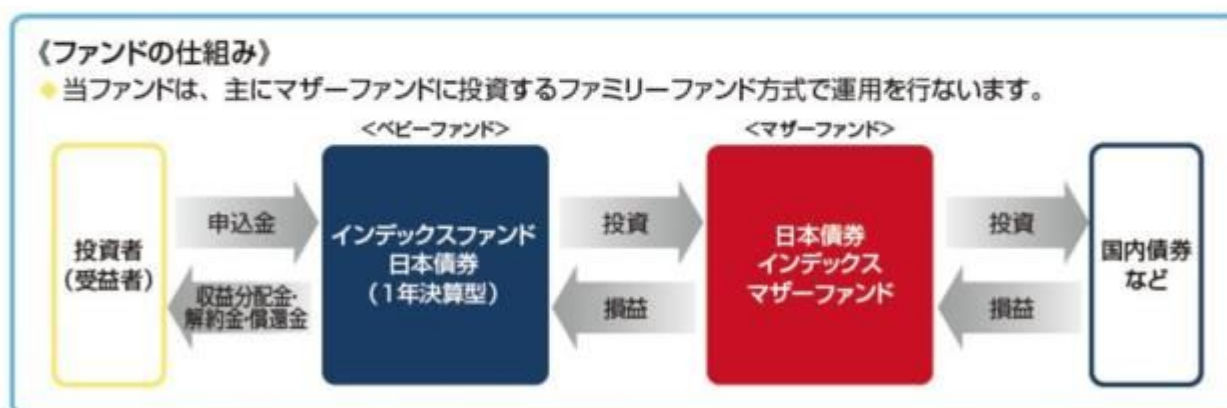 《ファンドの仕組み》
◆当ファンドは、主にマザーファンドに投資するファミリーファンド方式で運用を行ないます。
<ベビーファンド>
<マザーファンド>
投資者
(受益者)
申込金
収益分配金・
解約金・償還金
インデックスファンド
日本債券
(1年決算型)
投資
損益
日本債券
インデックス
マザーファンド
投資
損益
国内債券
など